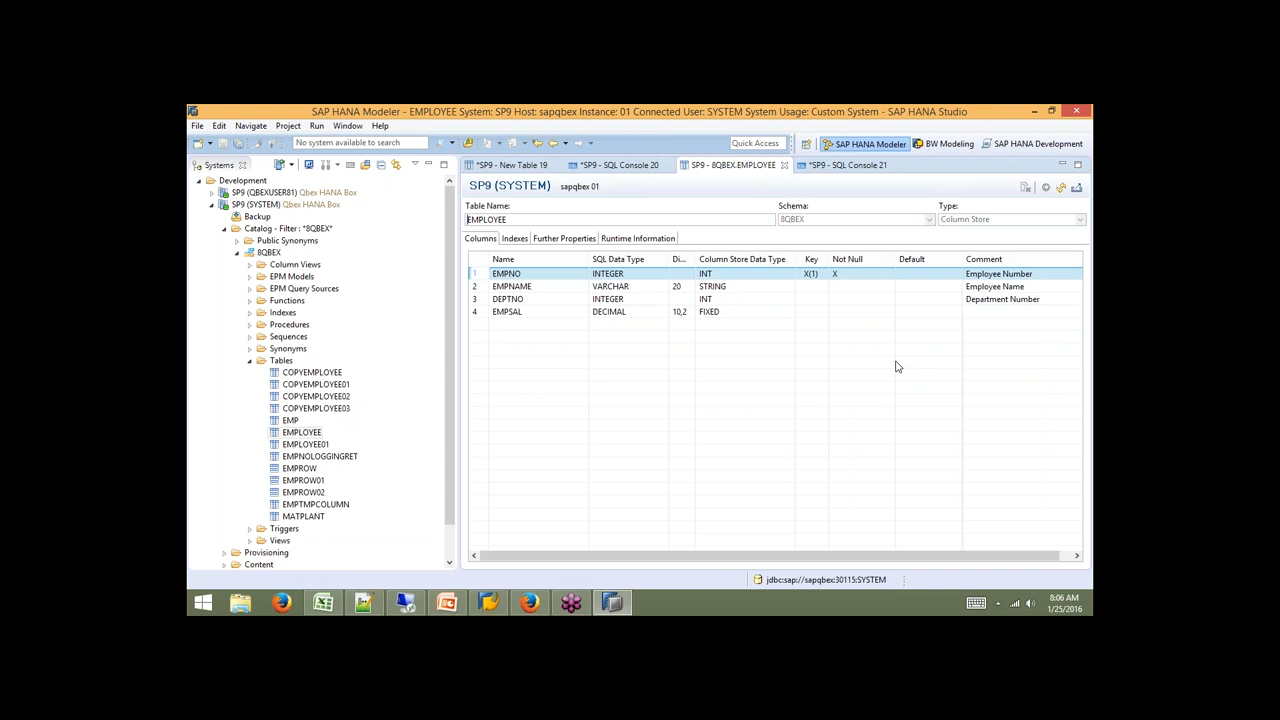 SAP HANA Modeler - EMPLOYEE System: SP9 Host: sapqbex Instance: 01 Connected User: SYSTEM System Usage: Custom System - SAP HANA Studio
File Edit Navigate Project Run Window Help
No system available to search
Quick Access
SAP HANA Modeler
BW Modeling
SAP HANA Development
Systems
*SP9 - New Table 19
*SP9 - SQL Console 20
SP9 - 8QBEX.EMPLOYEE
*SP9 - SQL Console 21
Development
SP9 (QBEXUSER81) Qbex HANA Box
SP9 (SYSTEM) Qbex HANA Box
Backup
Catalog - Filter : "8QBEX"
Public Synonyms
8QBEX
Column Views
EPM Models
EPM Query Sources
Functions
Indexes
Procedures
Sequences
Synonyms
Tables
COPYEMPLOYEE
COPYEMPLOYEE01
COPYEMPLOYEE02
COPYEMPLOYEE03
EMP
EMPLOYEE
EMPLOYEE01
EMPNOLOGGINGRET
EMPROW
EMPROW01
EMPROW02
EMPTMPCOLUMN
MATPLANT
Triggers
Views
Provisioning
Content
SP9 (SYSTEM) sapqbex 01
Table Name: Schema: Type:
EMPLOYEE 8QBEX Column Store
Columns Indexes Further Properties Runtime Information
Name SQL Data Type Di... Column Store Data Type Key Not Null Default Comment
1 EMPNO INTEGER INT X(1) X Employee Number
2 EMPNAME VARCHAR 20 STRING Employee Name
3 DEPTNO INTEGER INT Department Number
4 EMPSAL DECIMAL 10,2 FIXED
jdbc:sap://sapqbex:30115:SYSTEM
8:06 AM
1/25/2016